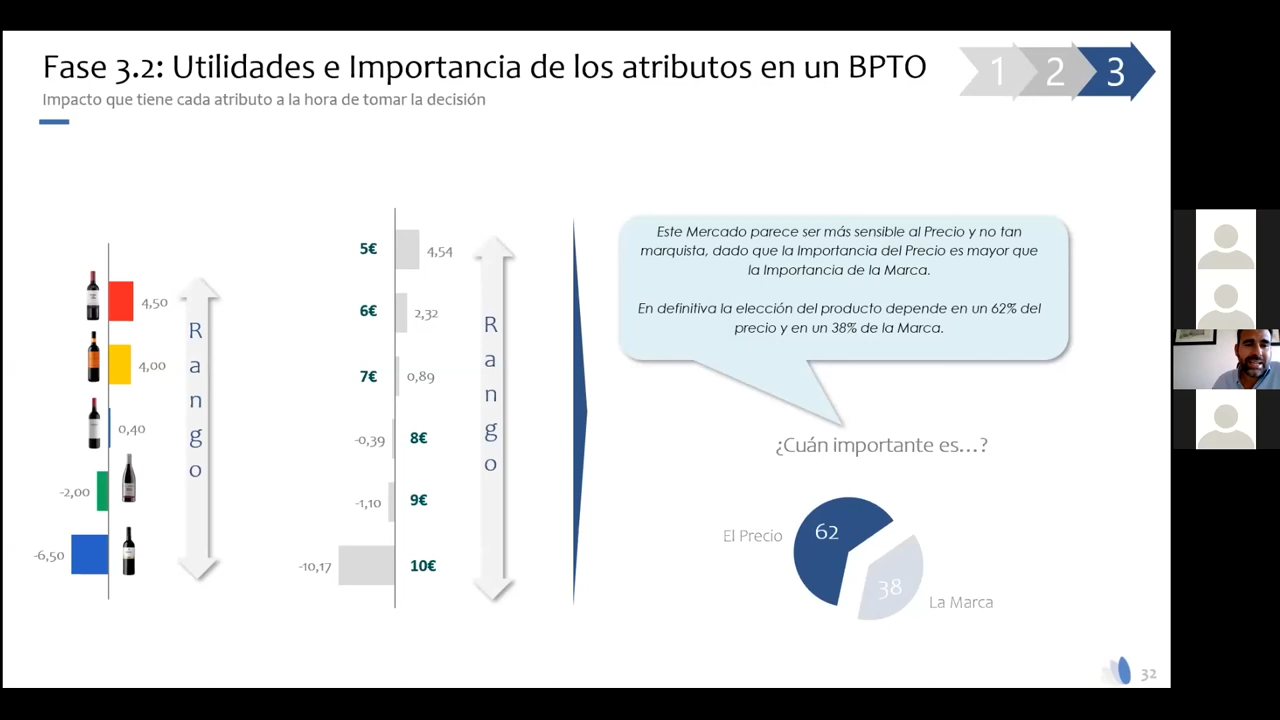 Fase 3.2: Utilidades e Importancia de los atributos en un BPTO
Impacto que tiene cada atributo a la hora de tomar la decisión
1 2 3
4,50
4,00
0,40
-2,00
-6,50
Rango
5€ 4,54
6€ 2,32
7€ 0,89
-0,39 8€
-1,10 9€
-10,17 10€
Rango
Este Mercado parece ser más sensible al Precio y no tan
marquista, dado que la Importancia del Precio es mayor que
la Importancia de la Marca.
En definitiva la elección del producto depende en un 62% del
precio y en un 38% de la Marca.
¿Cuán importante es...?
El Precio
62
38
La Marca
32